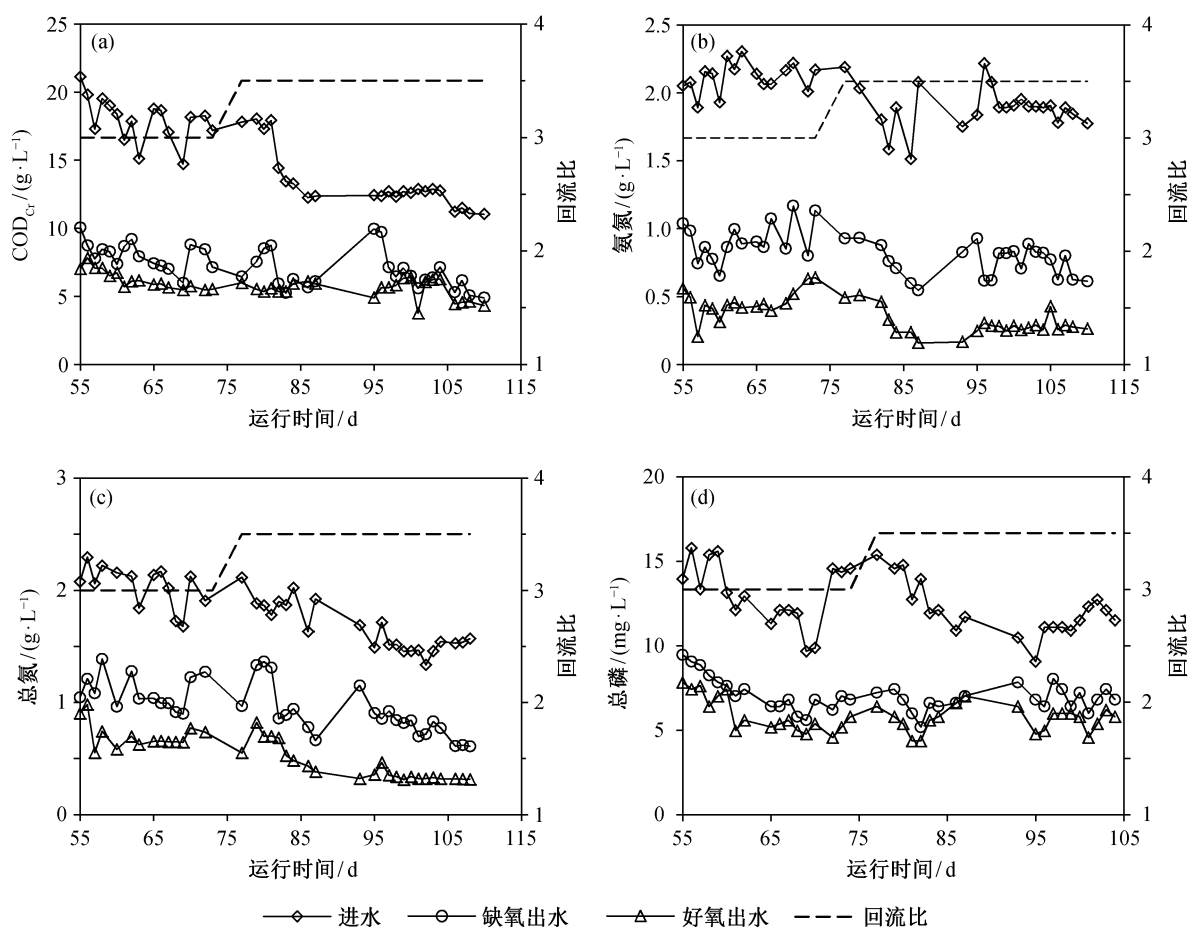 (a)
COD_Cr/(g·L⁻¹)
25
20
15
10
5
0
4
3
2
1
回流比
55 65 75 85 95 105 115
运行时间/d
(b)
氨氮/(g·L⁻¹)
2.5
2.0
1.5
1.0
0.5
0.0
4
3
2
1
回流比
55 65 75 85 95 105 115
运行时间/d
(c)
总氮/(g·L⁻¹)
3
2
1
0
4
3
2
1
回流比
55 65 75 85 95 105 115
运行时间/d
(d)
总磷/(mg·L⁻¹)
20
15
10
5
0
4
3
2
1
回流比
55 65 75 85 95 104
运行时间/d
进水 缺氧出水 好氧出水 回流比